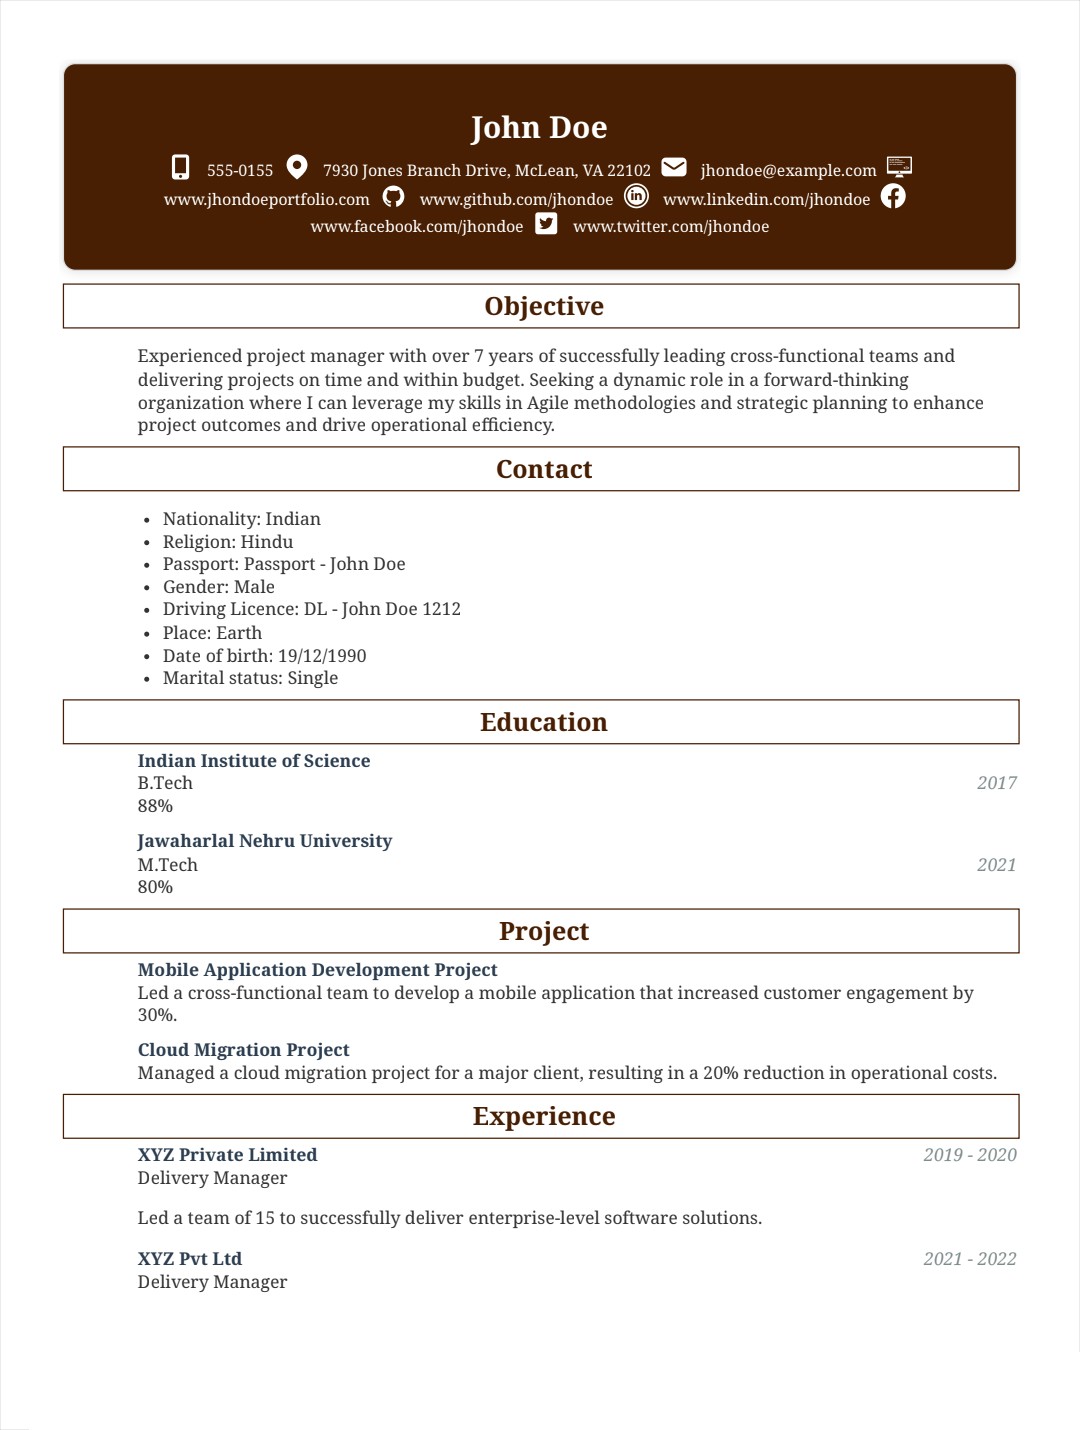 John Doe
555-0155 7930 Jones Branch Drive, McLean, VA 22102 jhondoe@example.com
www.jhondoeportfolio.com www.github.com/jhondoe www.linkedin.com/jhondoe
www.facebook.com/jhondoe www.twitter.com/jhondoe
Objective
Experienced project manager with over 7 years of successfully leading cross-functional teams and
delivering projects on time and within budget. Seeking a dynamic role in a forward-thinking
organization where I can leverage my skills in Agile methodologies and strategic planning to enhance
project outcomes and drive operational efficiency.
Contact
• Nationality: Indian
• Religion: Hindu
• Passport: Passport - John Doe
• Gender: Male
• Driving Licence: DL - John Doe 1212
• Place: Earth
• Date of birth: 19/12/1990
• Marital status: Single
Education
Indian Institute of Science
B.Tech 2017
88%
Jawaharlal Nehru University
M.Tech 2021
80%
Project
Mobile Application Development Project
Led a cross-functional team to develop a mobile application that increased customer engagement by
30%.
Cloud Migration Project
Managed a cloud migration project for a major client, resulting in a 20% reduction in operational costs.
Experience
XYZ Private Limited 2019 - 2020
Delivery Manager
Led a team of 15 to successfully deliver enterprise-level software solutions.
XYZ Pvt Ltd 2021 - 2022
Delivery Manager